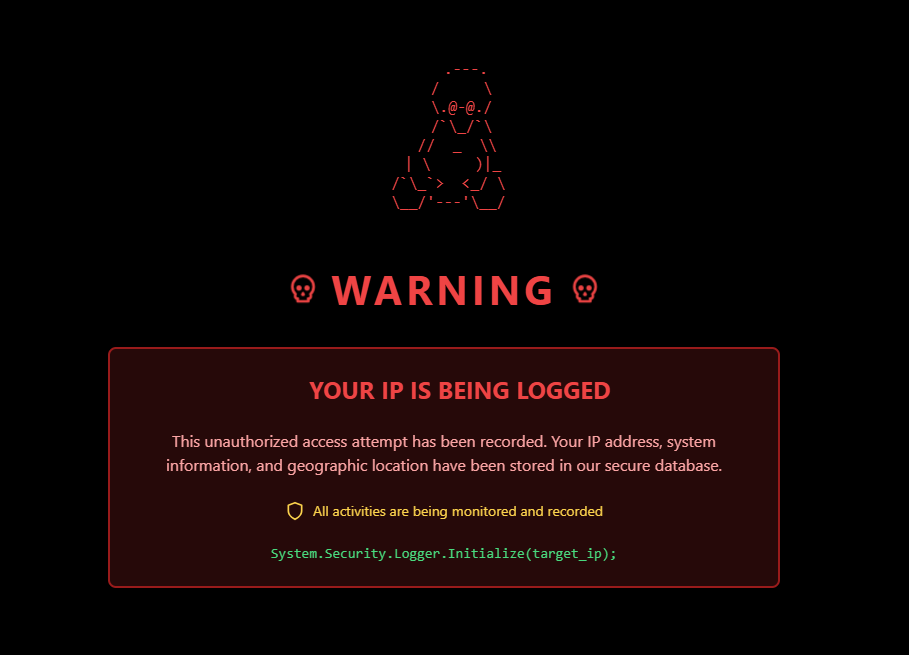 .---.
/     \
\.@-@./
/`\_/`\
//  _  \\
| \     )|_
/`\_`>  <_/ \
\__/'---'\__/
WARNING
YOUR IP IS BEING LOGGED
This unauthorized access attempt has been recorded. Your IP address, system
information, and geographic location have been stored in our secure database.
All activities are being monitored and recorded
System.Security.Logger.Initialize(target_ip);